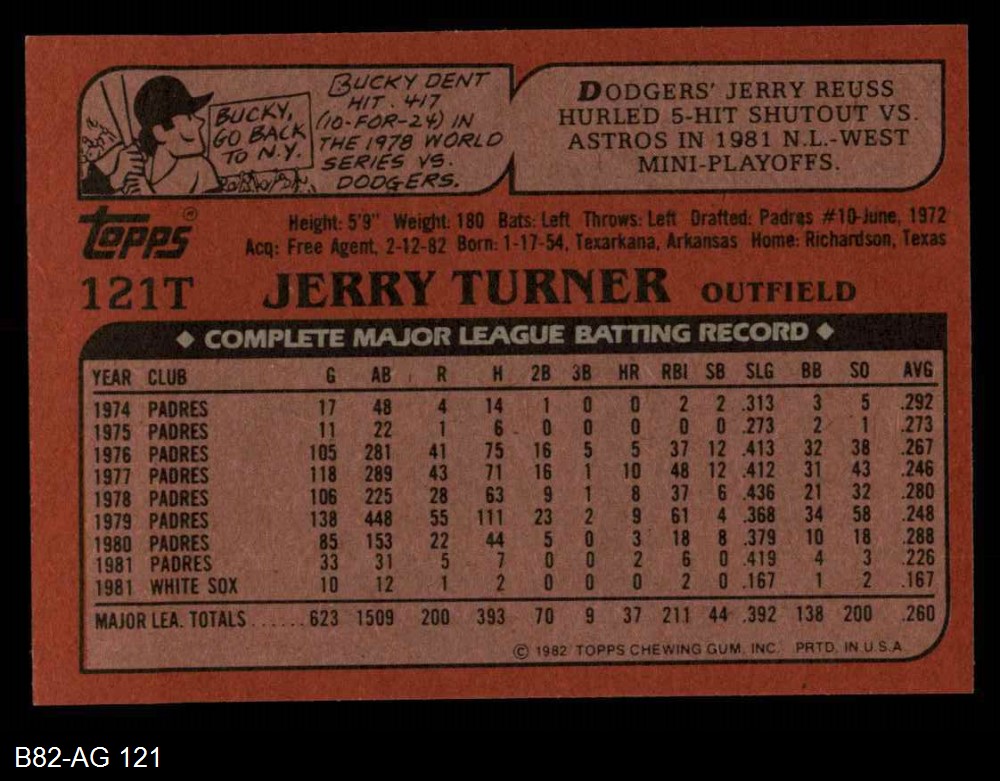 BUCKY,
GO BACK
TO N.Y.
BUCKY DENT
HIT .417
(10-FOR-24) IN
THE 1978 WORLD
SERIES VS.
DODGERS.
DODGERS' JERRY REUSS
HURLED 5-HIT SHUTOUT VS.
ASTROS IN 1981 N.L.-WEST
MINI-PLAYOFFS.
Topps®
Height: 5'9" Weight: 180 Bats: Left Throws: Left Drafted: Padres #10-June, 1972
Acq: Free Agent, 2-12-82 Born: 1-17-54, Texarkana, Arkansas Home: Richardson, Texas
121T JERRY TURNER OUTFIELD
◆ COMPLETE MAJOR LEAGUE BATTING RECORD ◆
YEAR CLUB G AB R H 2B 3B HR RBI SB SLG BB SO AVG
1974 PADRES 17 48 4 14 1 0 0 2 2 .313 3 5 .292
1975 PADRES 11 22 1 6 0 0 0 0 0 .273 2 1 .273
1976 PADRES 105 281 41 75 16 5 5 37 12 .413 32 38 .267
1977 PADRES 118 289 43 71 16 1 10 48 12 .412 31 43 .246
1978 PADRES 106 225 28 63 9 1 8 37 6 .436 21 32 .280
1979 PADRES 138 448 55 111 23 2 9 61 4 .368 34 58 .248
1980 PADRES 85 153 22 44 5 0 3 18 8 .379 10 18 .288
1981 PADRES 33 31 5 7 0 0 2 6 0 .419 4 3 .226
1981 WHITE SOX 10 12 1 2 0 0 0 2 0 .167 1 2 .167
MAJOR LEA. TOTALS ...... 623 1509 200 393 70 9 37 211 44 .392 138 200 .260
© 1982 TOPPS CHEWING GUM, INC. PRTD. IN U.S.A.
B82-AG 121